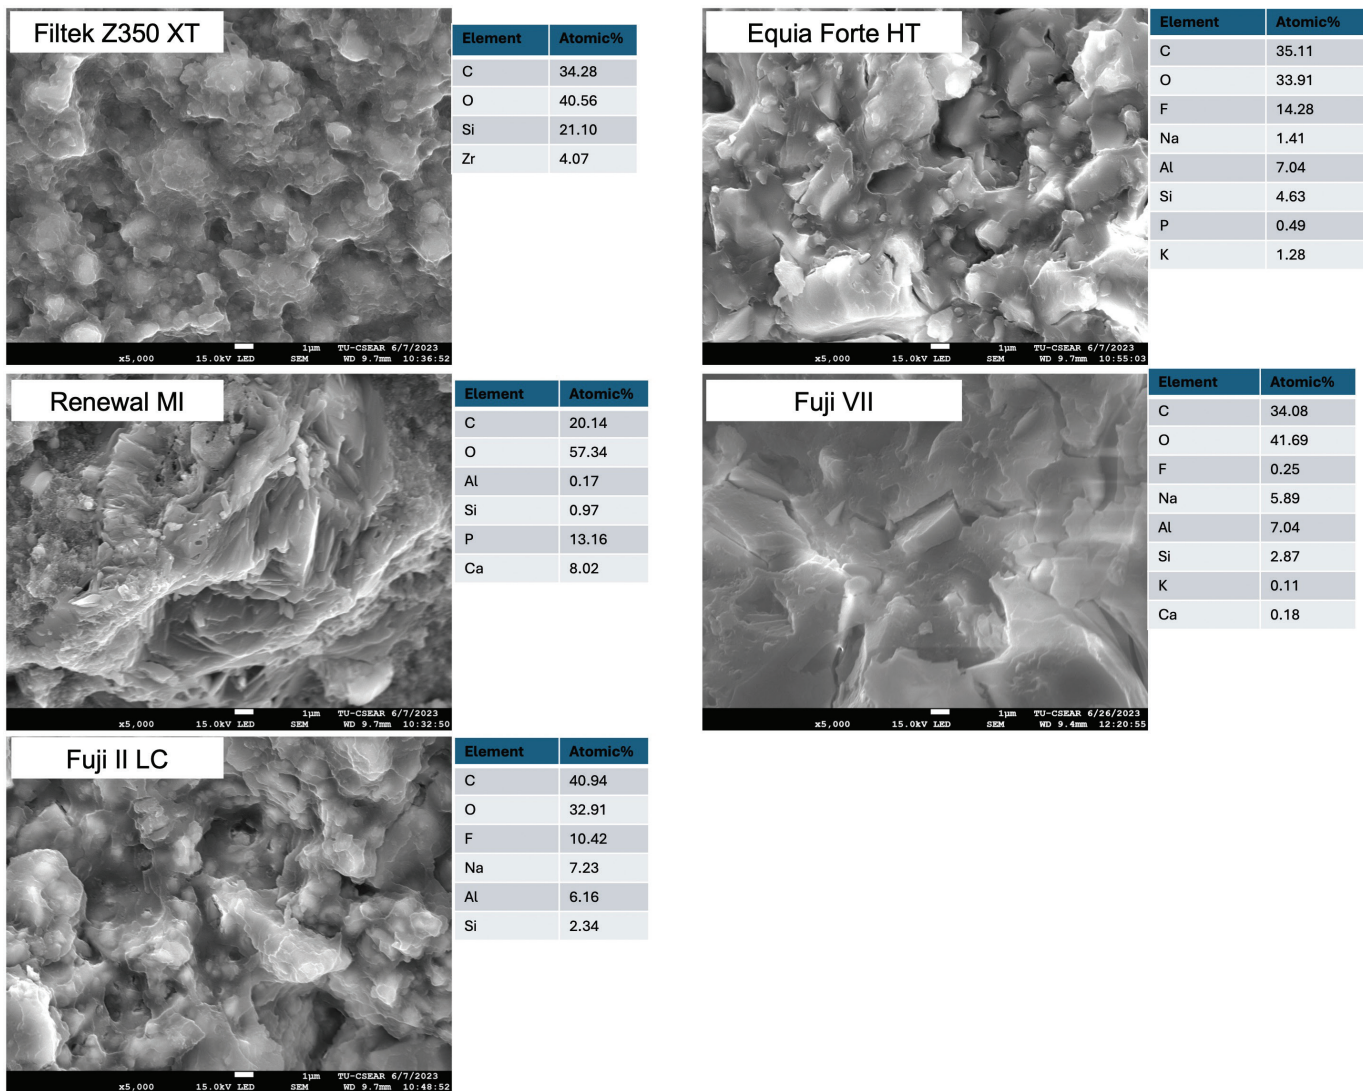 Filtek Z350 XT
Element Atomic%
C 34.28
O 40.56
Si 21.10
Zr 4.07
1µm TU-CSEAR 6/7/2023
x5,000 15.0kV LED SEM WD 9.7mm 10:36:52
Equia Forte HT
Element Atomic%
C 35.11
O 33.91
F 14.28
Na 1.41
Al 7.04
Si 4.63
P 0.49
K 1.28
1µm TU-CSEAR 6/7/2023
x5,000 15.0kV LED SEM WD 9.7mm 10:55:03
Renewal MI
Element Atomic%
C 20.14
O 57.34
Al 0.17
Si 0.97
P 13.16
Ca 8.02
1µm TU-CSEAR 6/7/2023
x5,000 15.0kV LED SEM WD 9.7mm 10:32:50
Fuji VII
Element Atomic%
C 34.08
O 41.69
F 0.25
Na 5.89
Al 7.04
Si 2.87
K 0.11
Ca 0.18
1µm TU-CSEAR 6/26/2023
x5,000 15.0kV LED SEM WD 9.4mm 12:20:55
Fuji II LC
Element Atomic%
C 40.94
O 32.91
F 10.42
Na 7.23
Al 6.16
Si 2.34
1µm TU-CSEAR 6/7/2023
x5,000 15.0kV LED SEM WD 9.7mm 10:48:52